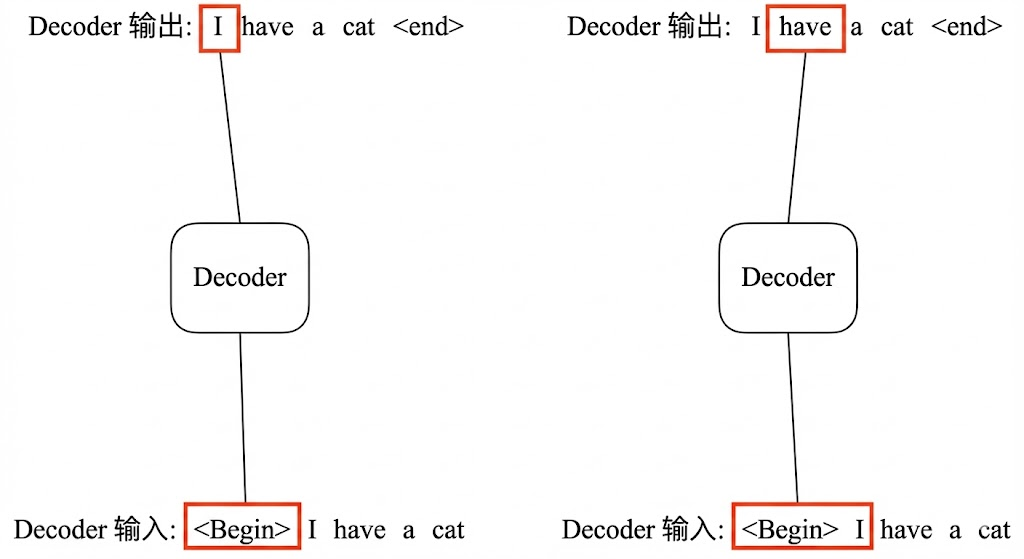 Decoder 输出: I have a cat <end>
Decoder
Decoder 输入: <Begin> I have a cat
Decoder 输出: I have a cat <end>
Decoder
Decoder 输入: <Begin> I have a cat